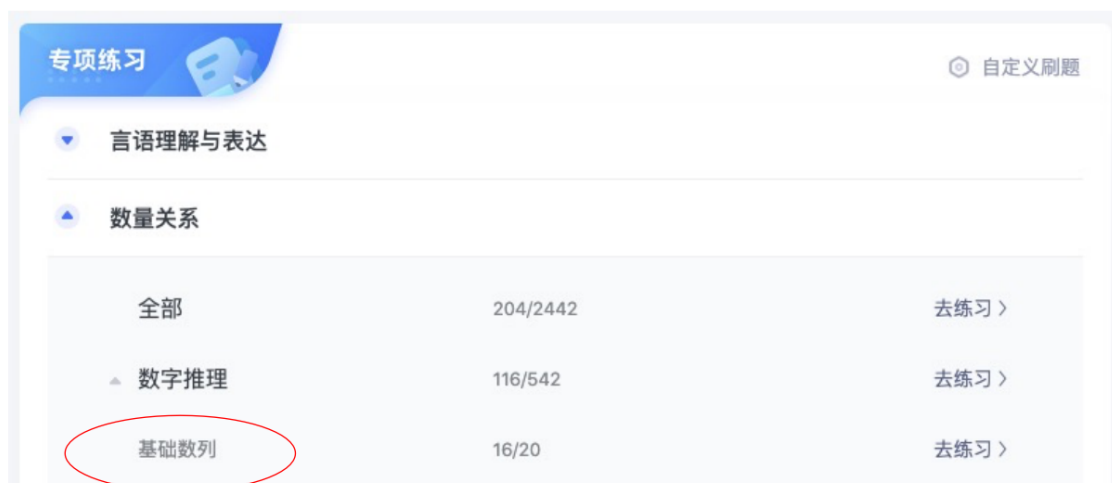 专项练习
自定义刷题
言语理解与表达
数量关系
全部 204/2442 去练习 >
数字推理 116/542 去练习 >
基础数列 16/20 去练习 >